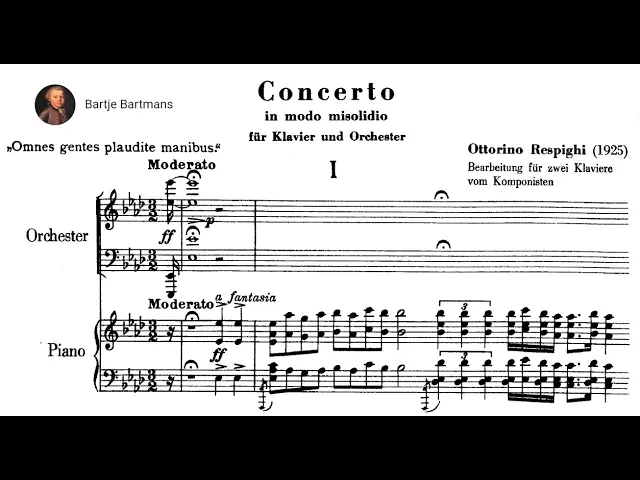 Bartje Bartmans
Concerto
in modo misolidio
für Klavier und Orchester
„Omnes gentes plaudite manibus.“
Ottorino Respighi (1925)
Bearbeitung für zwei Klaviere
vom Komponisten
I
Moderato
Orchester
ff
p
Moderato
a fantasia
Piano
ff
3
3